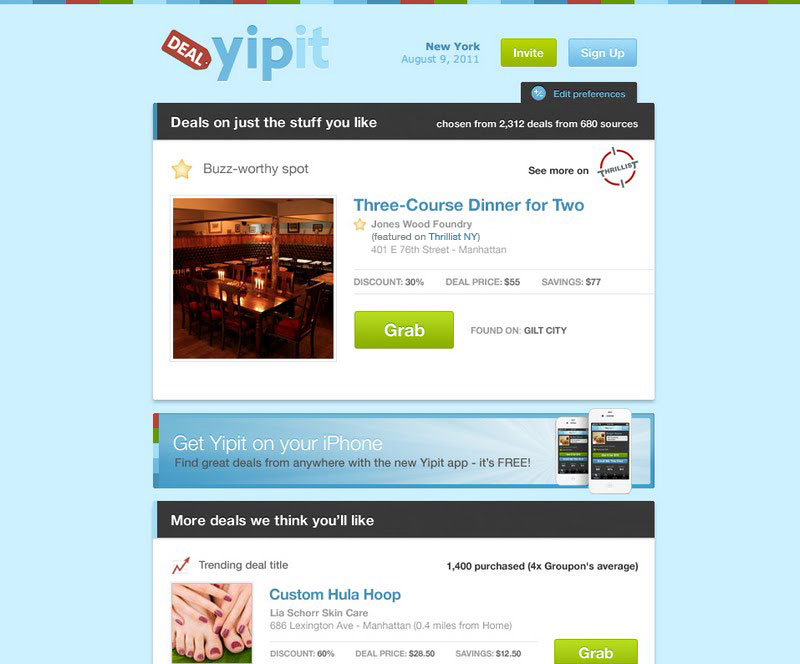 DEAL yipit
New York
August 9, 2011
Invite
Sign Up
Edit preferences
Deals on just the stuff you like
chosen from 2,312 deals from 680 sources
Buzz-worthy spot
See more on
THRILLIST
Three-Course Dinner for Two
Jones Wood Foundry
(featured on Thrillist NY)
401 E 76th Street - Manhattan
DISCOUNT: 30% DEAL PRICE: $55 SAVINGS: $77
Grab
FOUND ON: GILT CITY
Get Yipit on your iPhone
Find great deals from anywhere with the new Yipit app - it's FREE!
More deals we think you'll like
Trending deal title
1,400 purchased (4x Groupon's average)
Custom Hula Hoop
Lia Schorr Skin Care
686 Lexington Ave - Manhattan (0.4 miles from Home)
DISCOUNT: 60% DEAL PRICE: $28.50 SAVINGS: $12.50
Grab